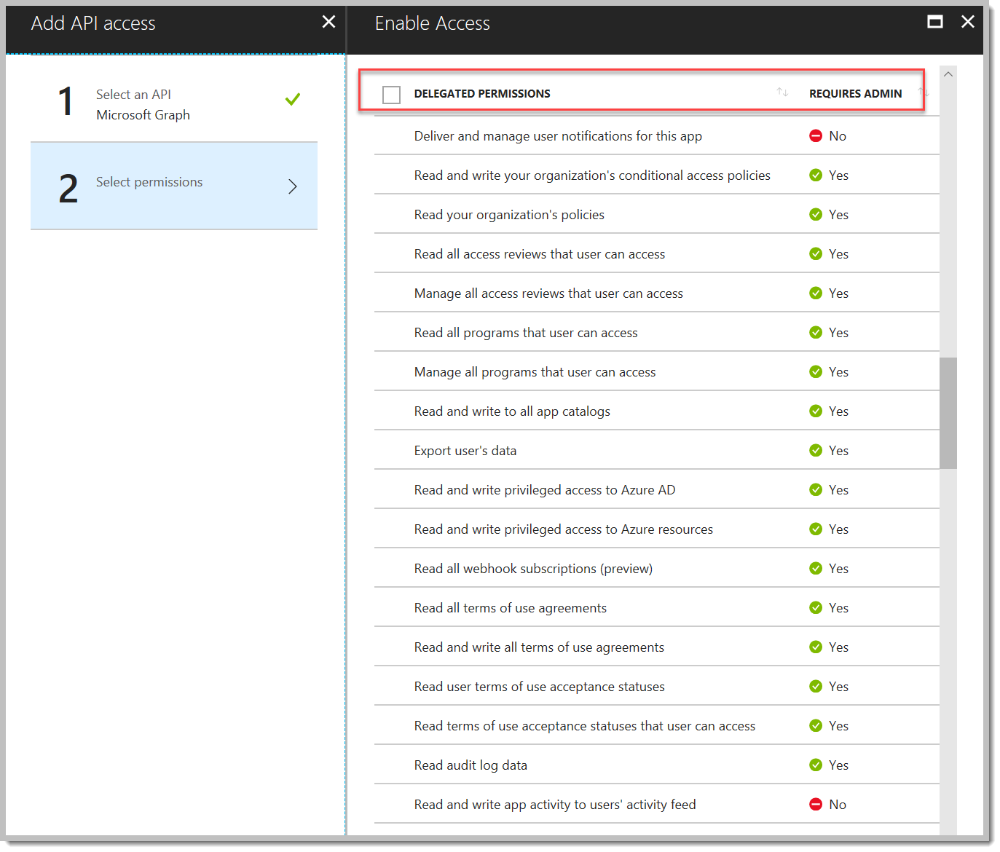 Add API access
Enable Access
1
Select an API
Microsoft Graph
2
Select permissions
DELEGATED PERMISSIONS REQUIRES ADMIN
Deliver and manage user notifications for this app No
Read and write your organization's conditional access policies Yes
Read your organization's policies Yes
Read all access reviews that user can access Yes
Manage all access reviews that user can access Yes
Read all programs that user can access Yes
Manage all programs that user can access Yes
Read and write to all app catalogs Yes
Export user's data Yes
Read and write privileged access to Azure AD Yes
Read and write privileged access to Azure resources Yes
Read all webhook subscriptions (preview) Yes
Read all terms of use agreements Yes
Read and write all terms of use agreements Yes
Read user terms of use acceptance statuses Yes
Read terms of use acceptance statuses that user can access Yes
Read audit log data Yes
Read and write app activity to users' activity feed No